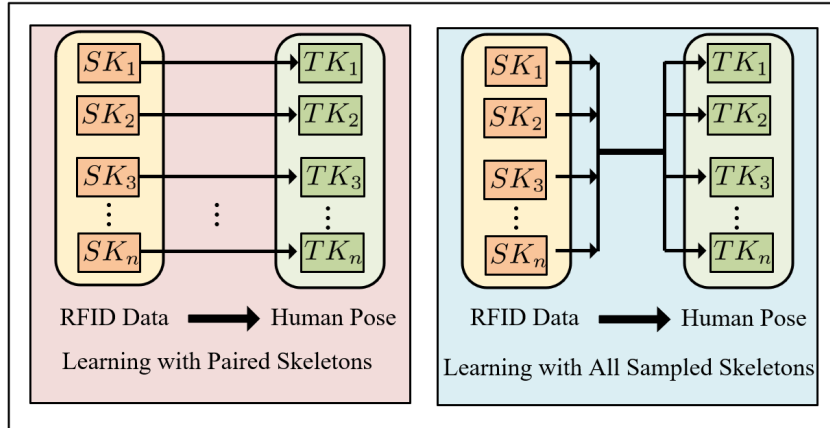 SK₁ TK₁
SK₂ TK₂
SK₃ TK₃
⋮ ⋮ ⋮
SKₙ TKₙ
RFID Data Human Pose
Learning with Paired Skeletons
SK₁ TK₁
SK₂ TK₂
SK₃ TK₃
⋮ ⋮
SKₙ TKₙ
RFID Data Human Pose
Learning with All Sampled Skeletons